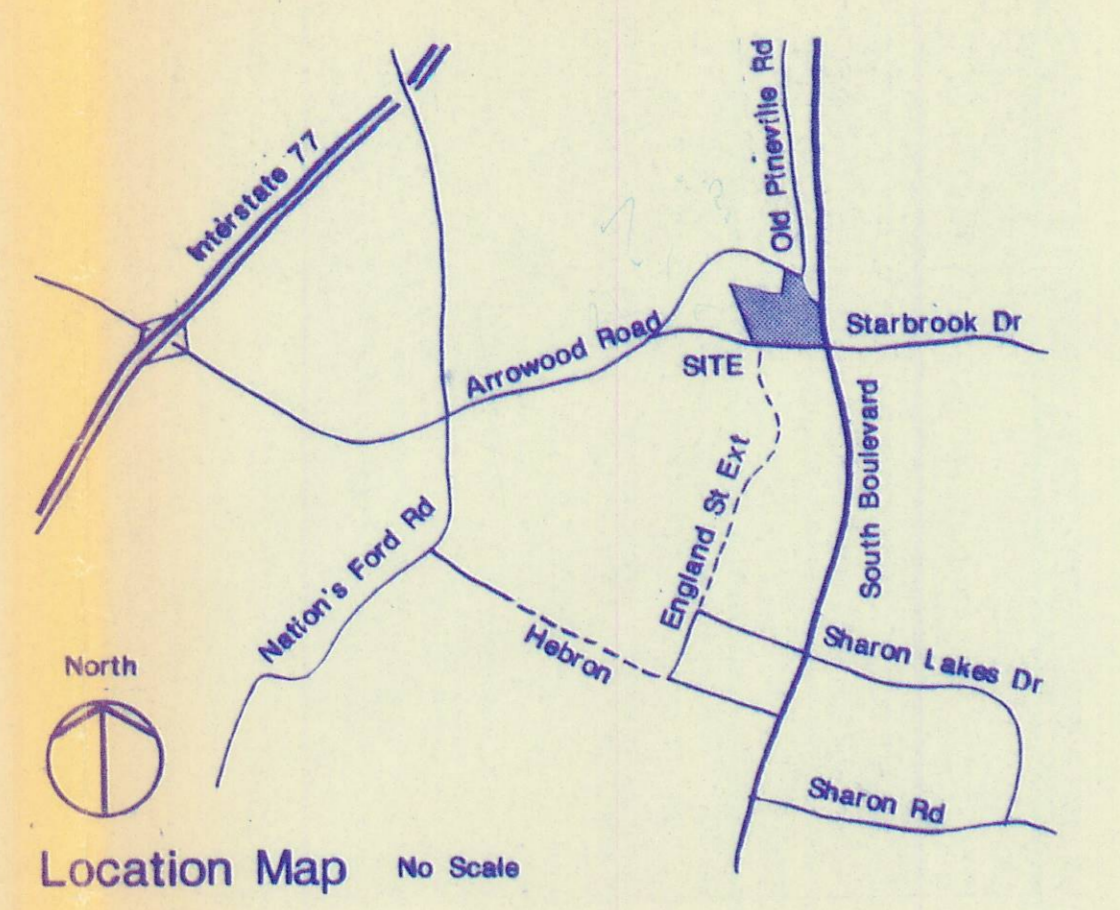 Interstate 77
Old Pineville Rd
Arrowood Road
Starbrook Dr
SITE
South Boulevard
England St Ext
Nation's Ford Rd
Hebron
Sharon Lakes Dr
North
Sharon Rd
Location Map No Scale